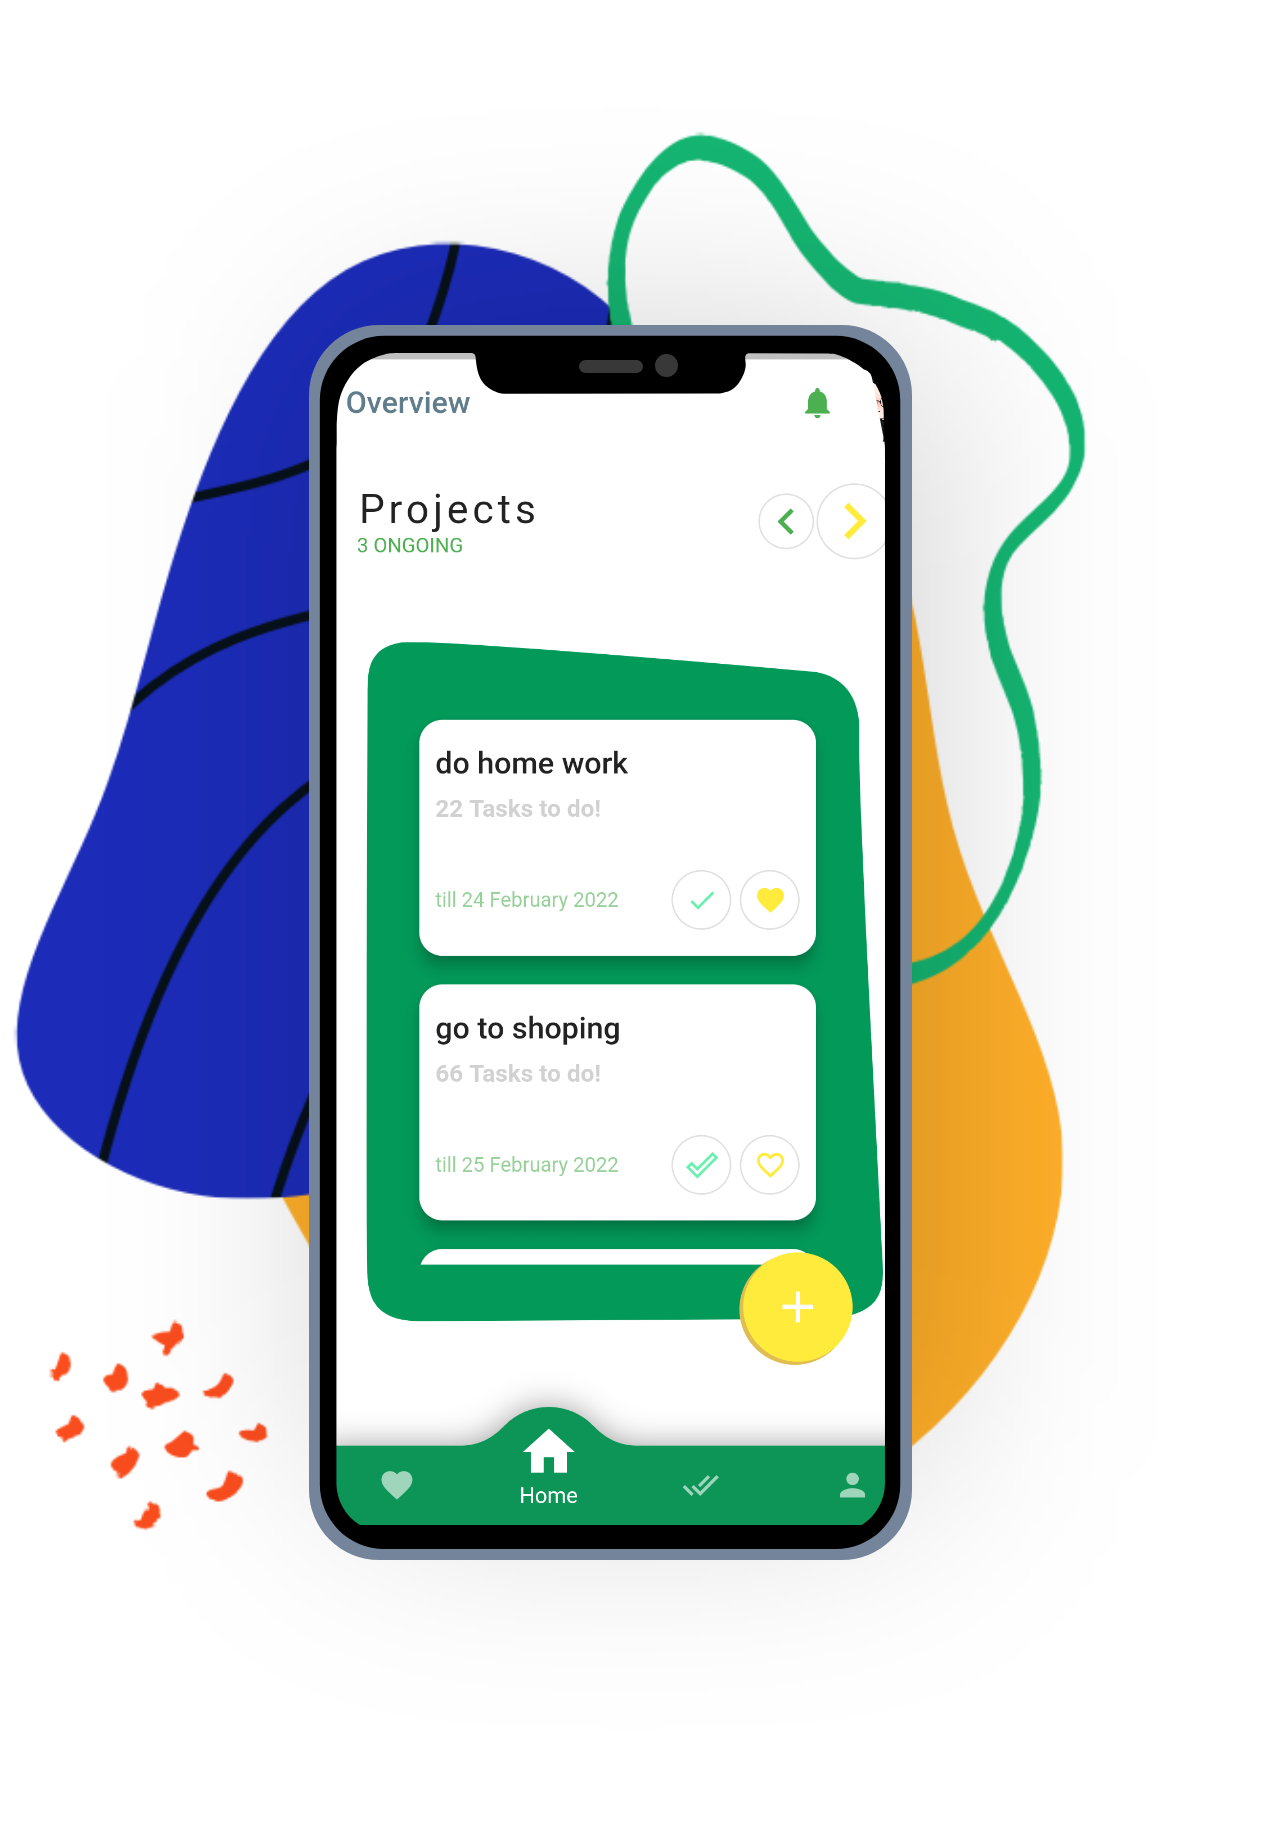 Overview
Projects
3 ONGOING
do home work
22 Tasks to do!
till 24 February 2022
go to shoping
66 Tasks to do!
till 25 February 2022
Home